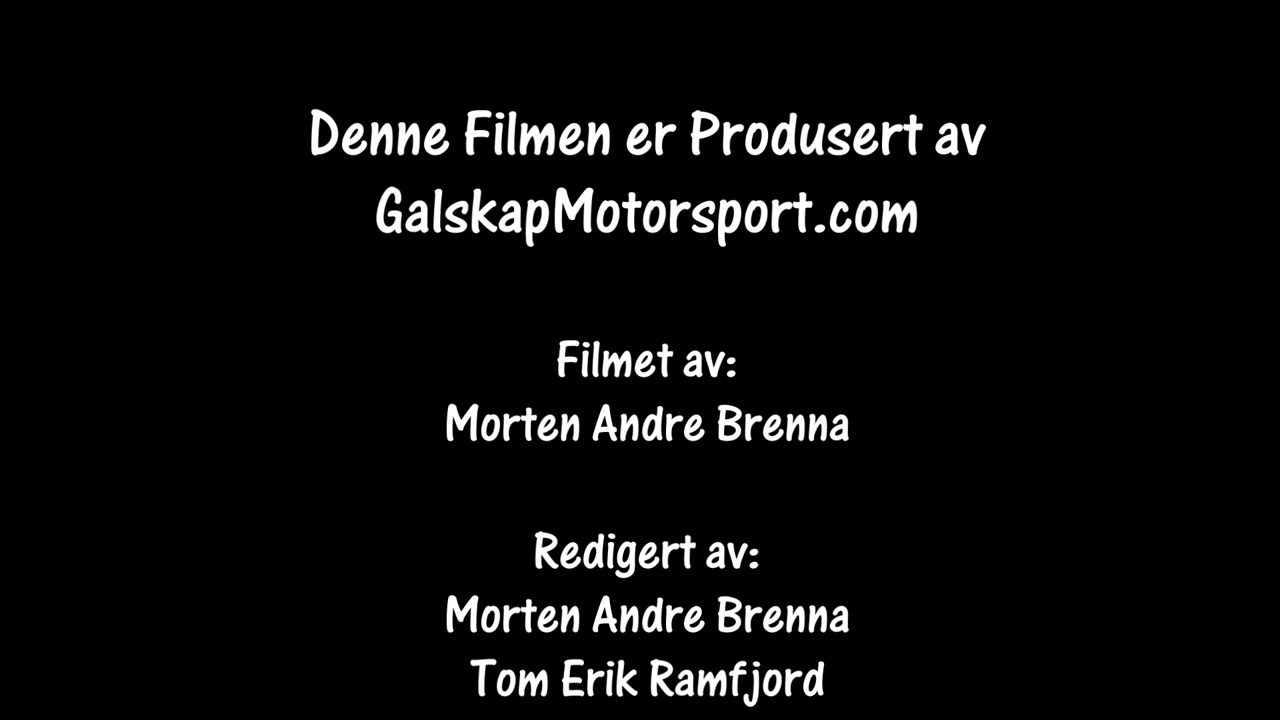 Denne Filmen er Produsert av
GalskapMotorsport.com
Filmet av:
Morten Andre Brenna
Redigert av:
Morten Andre Brenna
Tom Erik Ramfjord